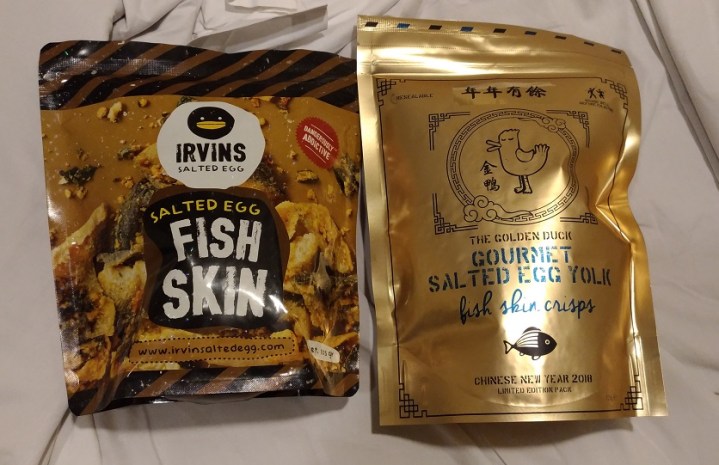 IRVINS
SALTED EGG
DANGEROUSLY
ADDICTIVE
SALTED EGG
FISH
SKIN
www.irvinsaltedegg.com
年年有餘
金鴨
THE GOLDEN DUCK
GOURMET
SALTED EGG YOLK
fish skin crisps
CHINESE NEW YEAR 2018
LIMITED EDITION PACK